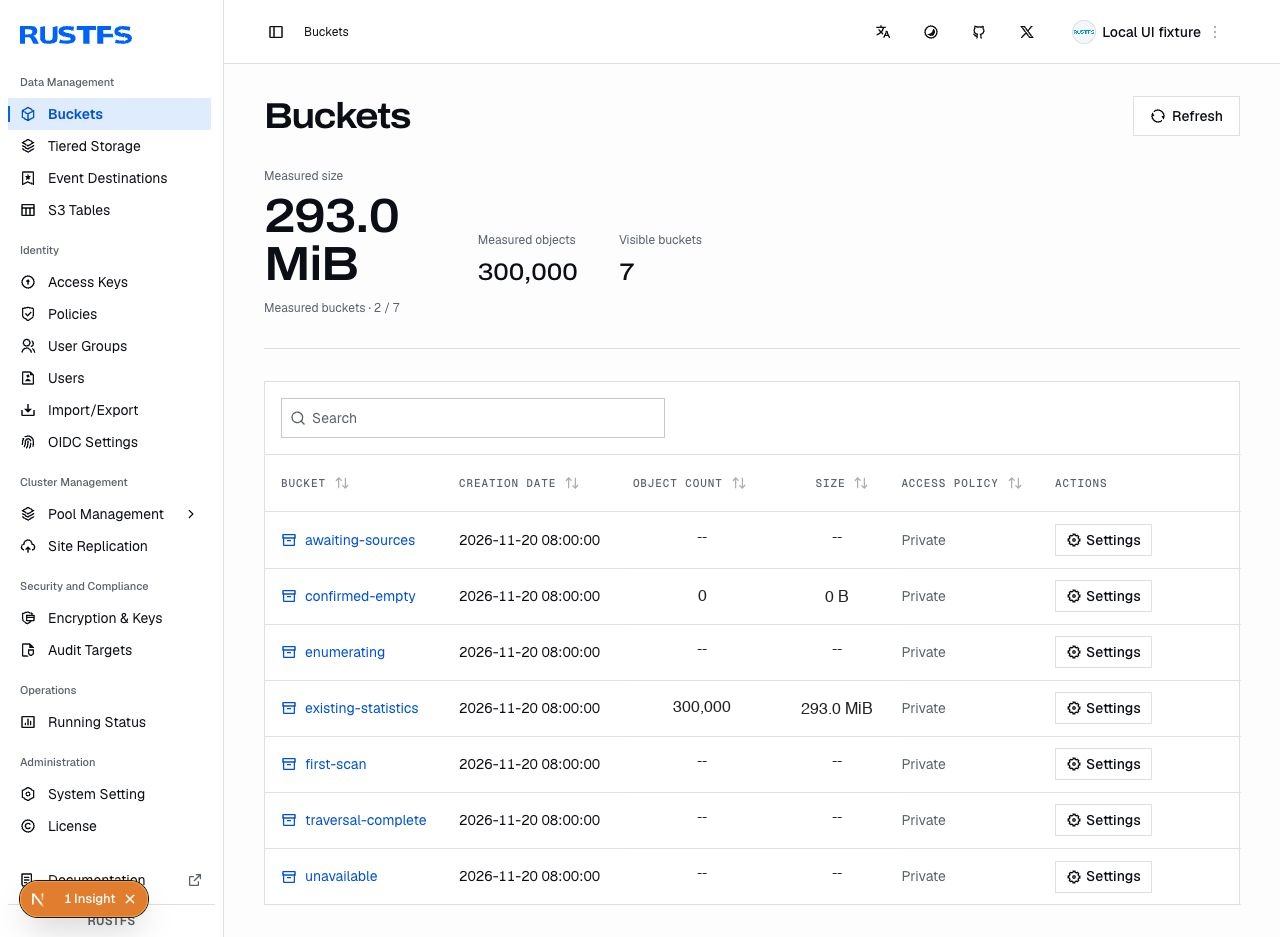 RUSTFS
Data Management
Buckets
Tiered Storage
Event Destinations
S3 Tables
Identity
Access Keys
Policies
User Groups
Users
Import/Export
OIDC Settings
Cluster Management
Pool Management
Site Replication
Security and Compliance
Encryption & Keys
Audit Targets
Operations
Running Status
Administration
System Setting
License
Documentation
N 1 Insight
RUSTFS
Buckets
RUSTFS Local UI fixture
Buckets
Refresh
Measured size
293.0
MiB
Measured buckets · 2 / 7
Measured objects
300,000
Visible buckets
7
Search
BUCKET CREATION DATE OBJECT COUNT SIZE ACCESS POLICY ACTIONS
awaiting-sources 2026-11-20 08:00:00 -- -- Private Settings
confirmed-empty 2026-11-20 08:00:00 0 0 B Private Settings
enumerating 2026-11-20 08:00:00 -- -- Private Settings
existing-statistics 2026-11-20 08:00:00 300,000 293.0 MiB Private Settings
first-scan 2026-11-20 08:00:00 -- -- Private Settings
traversal-complete 2026-11-20 08:00:00 -- -- Private Settings
unavailable 2026-11-20 08:00:00 -- -- Private Settings